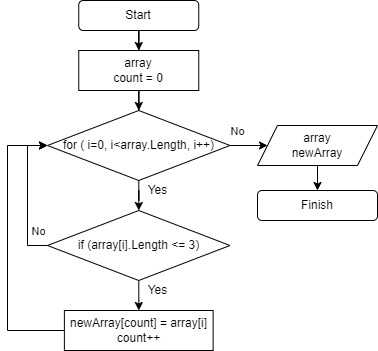 Start
array
count = 0
for ( i=0, i<array.Length, i++)
No
array
newArray
Yes
Finish
No
if (array[i].Length <= 3)
Yes
newArray[count] = array[i]
count++